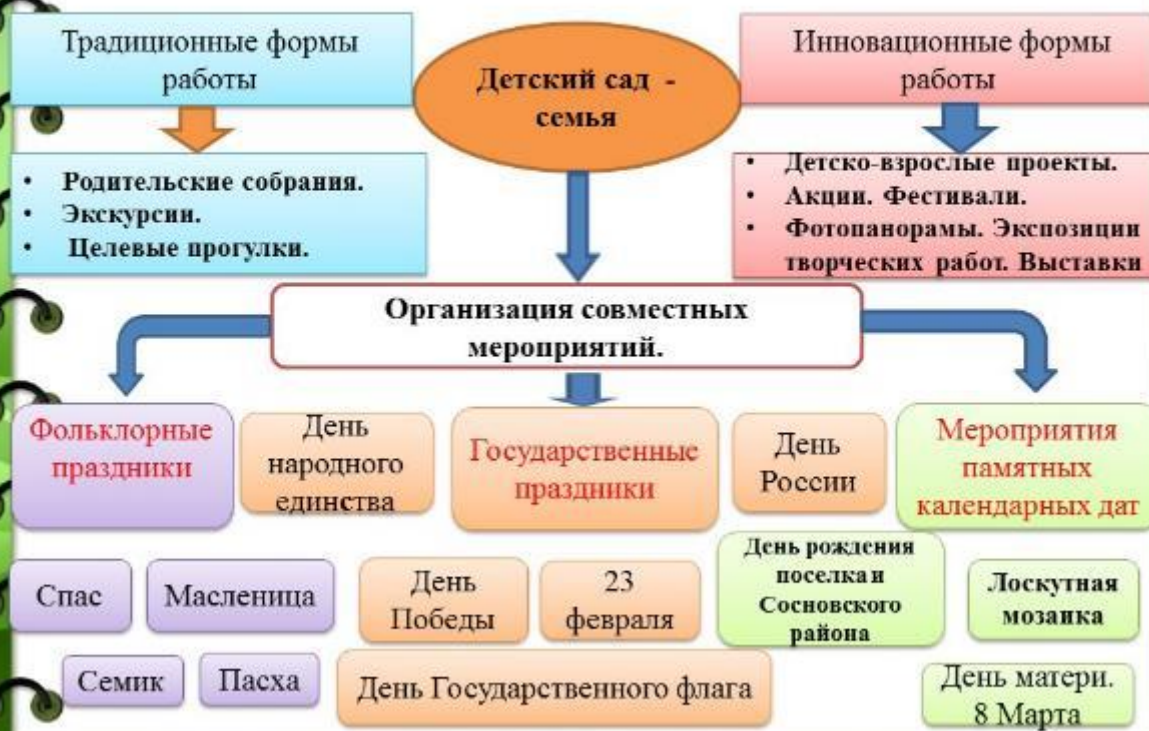 Традиционные формы
работы
Детский сад -
семья
Инновационные формы
работы
• Родительские собрания.
• Экскурсии.
• Целевые прогулки.
• Детско-взрослые проекты.
• Акции. Фестивали.
• Фотопанорамы. Экспозиции
творческих работ. Выставки
Организация совместных
мероприятий.
Фольклорные
праздники
День
народного
единства
Государственные
праздники
День
России
Мероприятия
памятных
календарных дат
Спас
Масленица
День
Победы
23
февраля
День рождения
поселка и
Сосновского
района
Лоскутная
мозаика
Семик
Пасха
День Государственного флага
День матери.
8 Марта